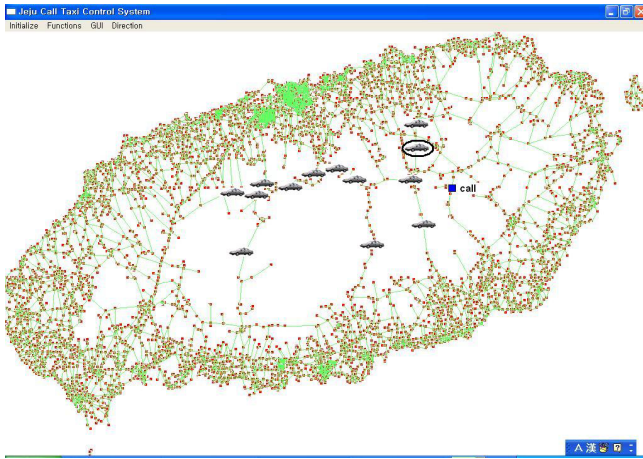 Jeju Call Taxi Control System
Initialize Functions GUI Direction
call
A 漢